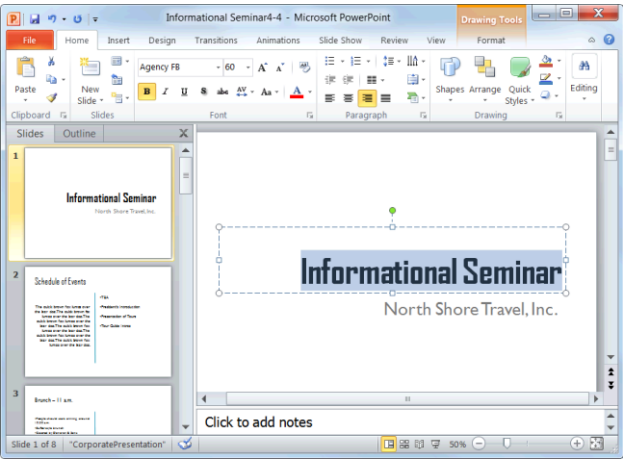 Informational Seminar4-4 - Microsoft PowerPoint
Drawing Tools
File Home Insert Design Transitions Animations Slide Show Review View Format
Paste
New
Slide
Agency FB 60
Shapes Arrange Quick
Styles
Editing
Clipboard Slides Font Paragraph Drawing
Slides Outline X
1
Informational Seminar
North Shore Travel, Inc.
2
Schedule of Events
3
Brunch – 11 a.m.
Informational Seminar
North Shore Travel, Inc.
Click to add notes
Slide 1 of 8 "CorporatePresentation" 50%